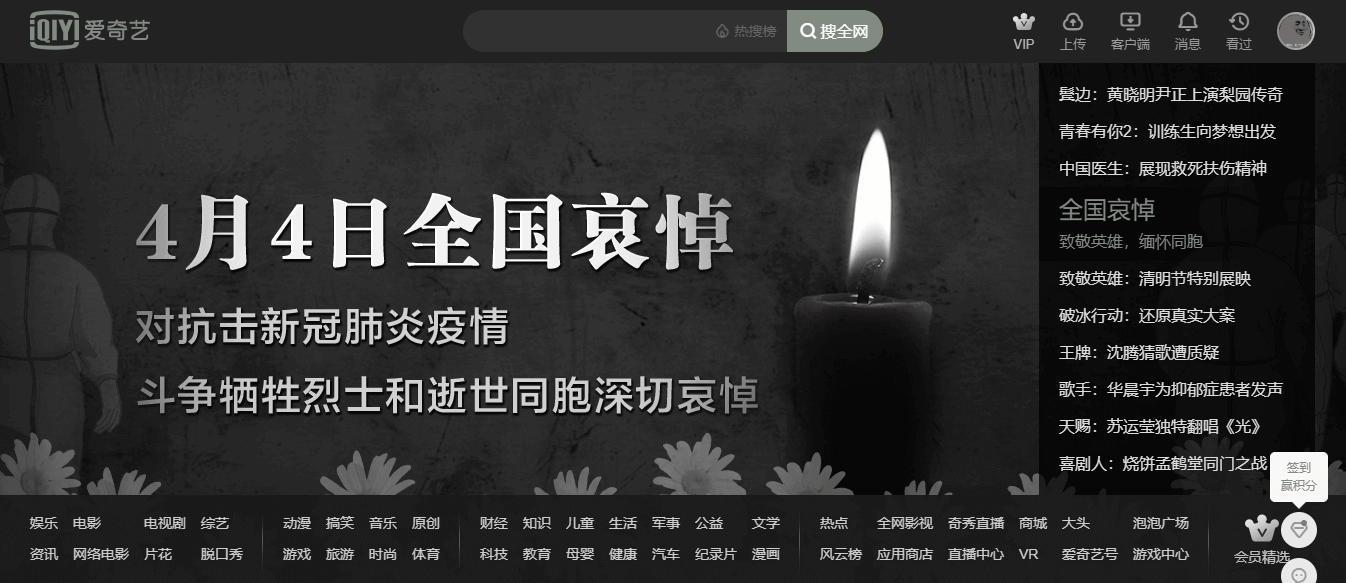 iQIYI 爱奇艺
热搜榜 搜全网
VIP 上传 客户端 消息 看过
4月4日全国哀悼
对抗击新冠肺炎疫情
斗争牺牲烈士和逝世同胞深切哀悼
鬓边：黄晓明尹正上演梨园传奇
青春有你2：训练生向梦想出发
中国医生：展现救死扶伤精神
全国哀悼
致敬英雄，缅怀同胞
致敬英雄：清明节特别展映
破冰行动：还原真实大案
王牌：沈腾猜歌遭质疑
歌手：华晨宇为抑郁症患者发声
天赐：苏运莹独特翻唱《光》
喜剧人：烧饼孟鹤堂同门之战
签到
赢积分
娱乐 电影 电视剧 综艺 动漫 搞笑 音乐 原创 财经 知识 儿童 生活 军事 公益 文学 热点 全网影视 奇秀直播 商城 大头 泡泡广场
资讯 网络电影 片花 脱口秀 游戏 旅游 时尚 体育 科技 教育 母婴 健康 汽车 纪录片 漫画 风云榜 应用商店 直播中心 VR 爱奇艺号 游戏中心
会员精选